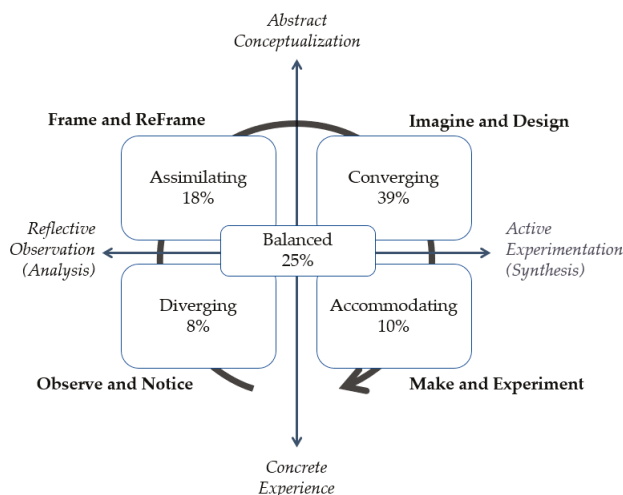 Abstract
Conceptualization
Frame and ReFrame
Imagine and Design
Assimilating
18%
Converging
39%
Reflective
Observation
(Analysis)
Balanced
25%
Active
Experimentation
(Synthesis)
Diverging
8%
Accommodating
10%
Observe and Notice
Make and Experiment
Concrete
Experience